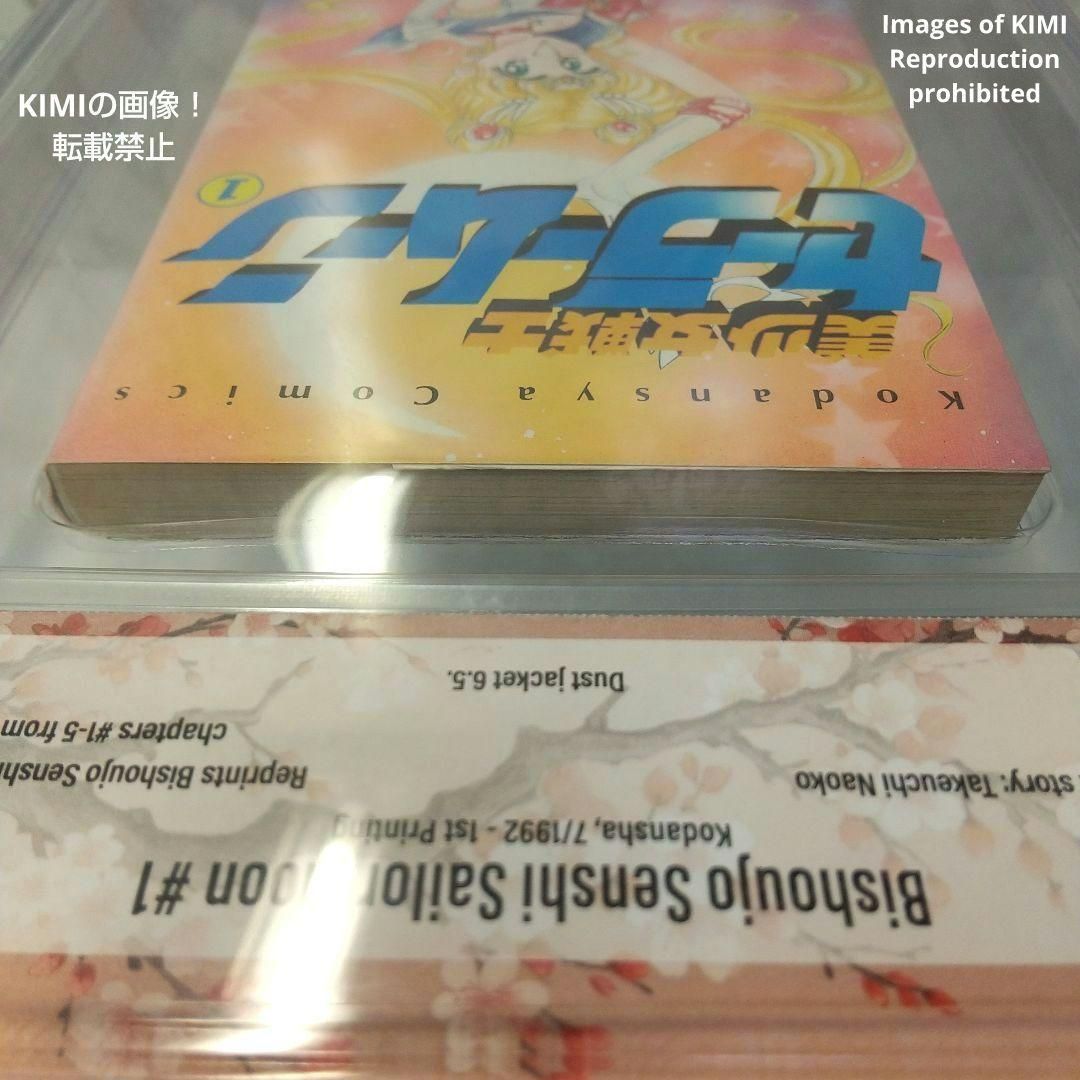 Images of KIMI
Reproduction
prohibited
KIMIの画像！
転載禁止
1
セーラームーン
美少女戦士
Kodansya Comics
Dust jacket 6.5.
chapters #1-5 from
Reprints Bishoujo Senshi
story: Takeuchi Naoko
Kodansha, 7/1992 - 1st Printing
Bishoujo Senshi Sailor Moon #1